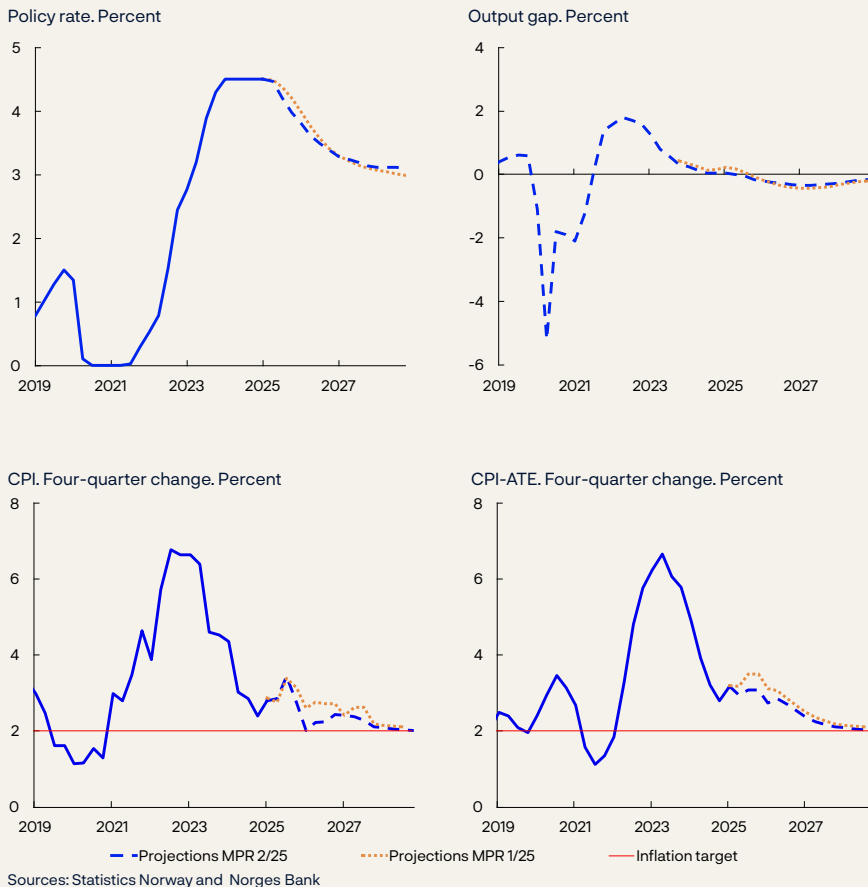 Policy rate. Percent
5
4
3
2
1
0
2019 2021 2023 2025 2027
Output gap. Percent
4
2
0
-2
-4
-6
2019 2021 2023 2025 2027
CPI. Four-quarter change. Percent
8
6
4
2
0
2019 2021 2023 2025 2027
CPI-ATE. Four-quarter change. Percent
8
6
4
2
0
2019 2021 2023 2025 2027
Projections MPR 2/25 Projections MPR 1/25 Inflation target
Sources: Statistics Norway and Norges Bank